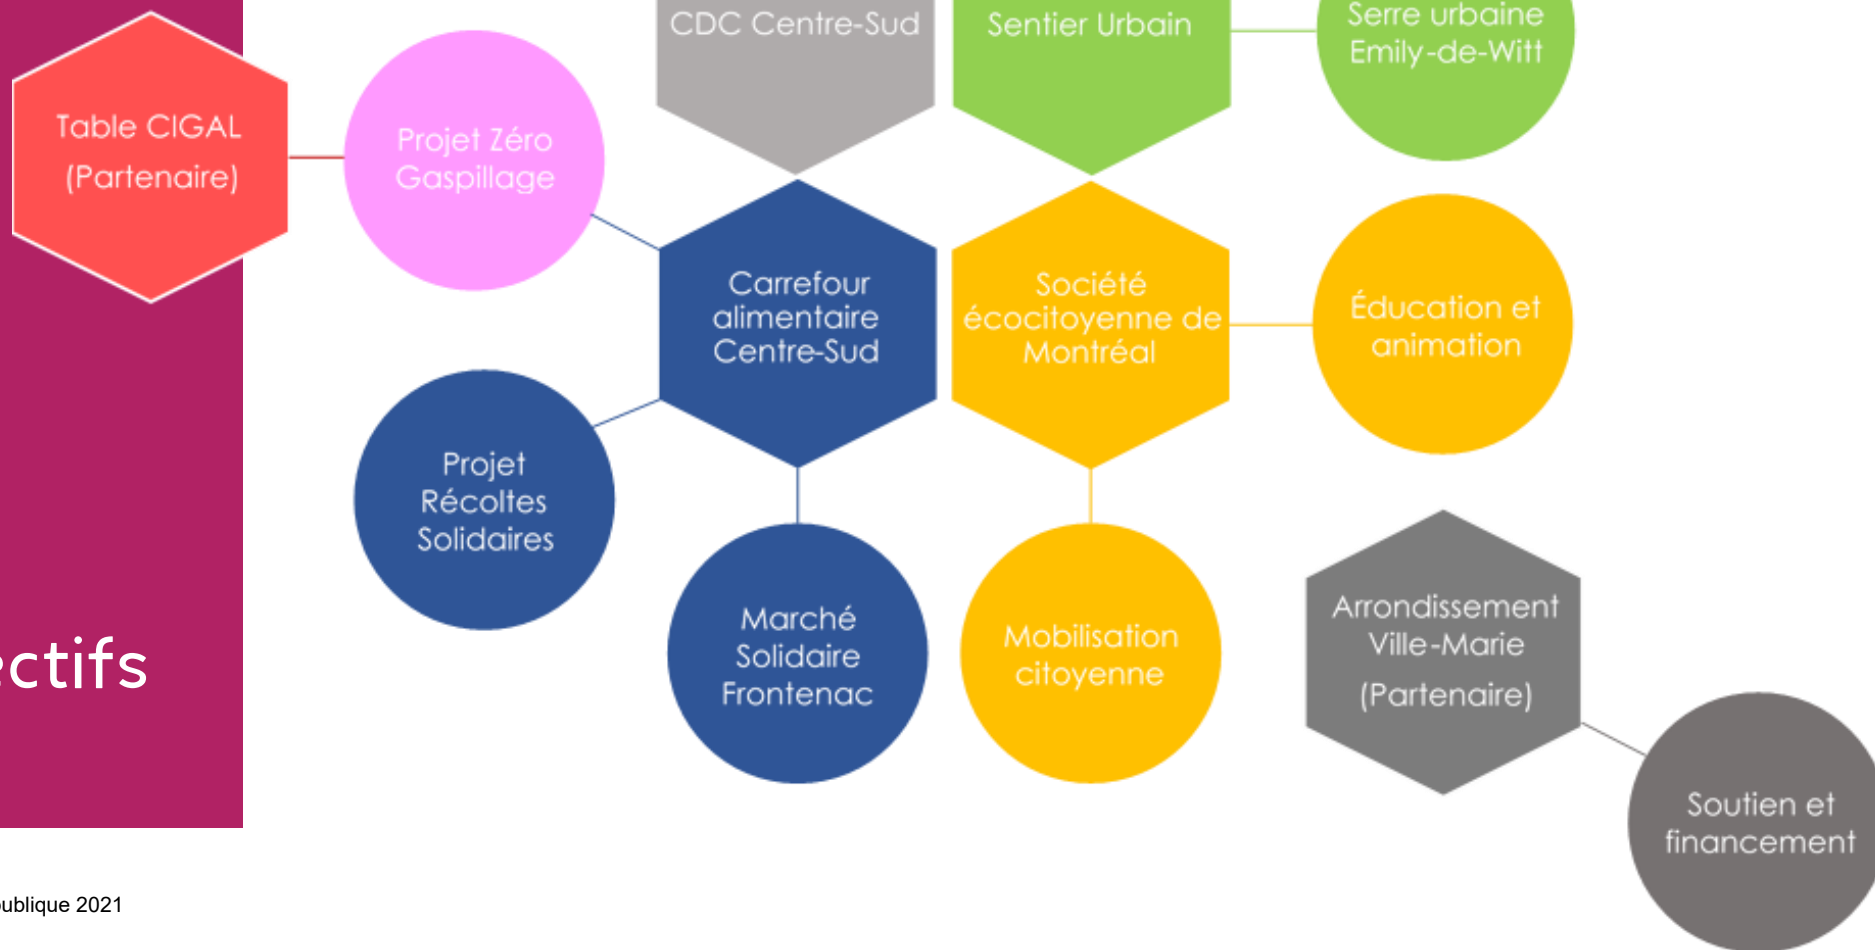 CDC Centre-Sud
Sentier Urbain
Serre urbaine
Emily-de-Witt
Table CIGAL
(Partenaire)
Projet Zéro
Gaspillage
Carrefour
alimentaire
Centre-Sud
Société
écocitoyenne de
Montréal
Éducation et
animation
Projet
Récoltes
Solidaires
Marché
Solidaire
Frontenac
Mobilisation
citoyenne
Arrondissement
Ville-Marie
(Partenaire)
Soutien et
financement
ectifs
publique 2021